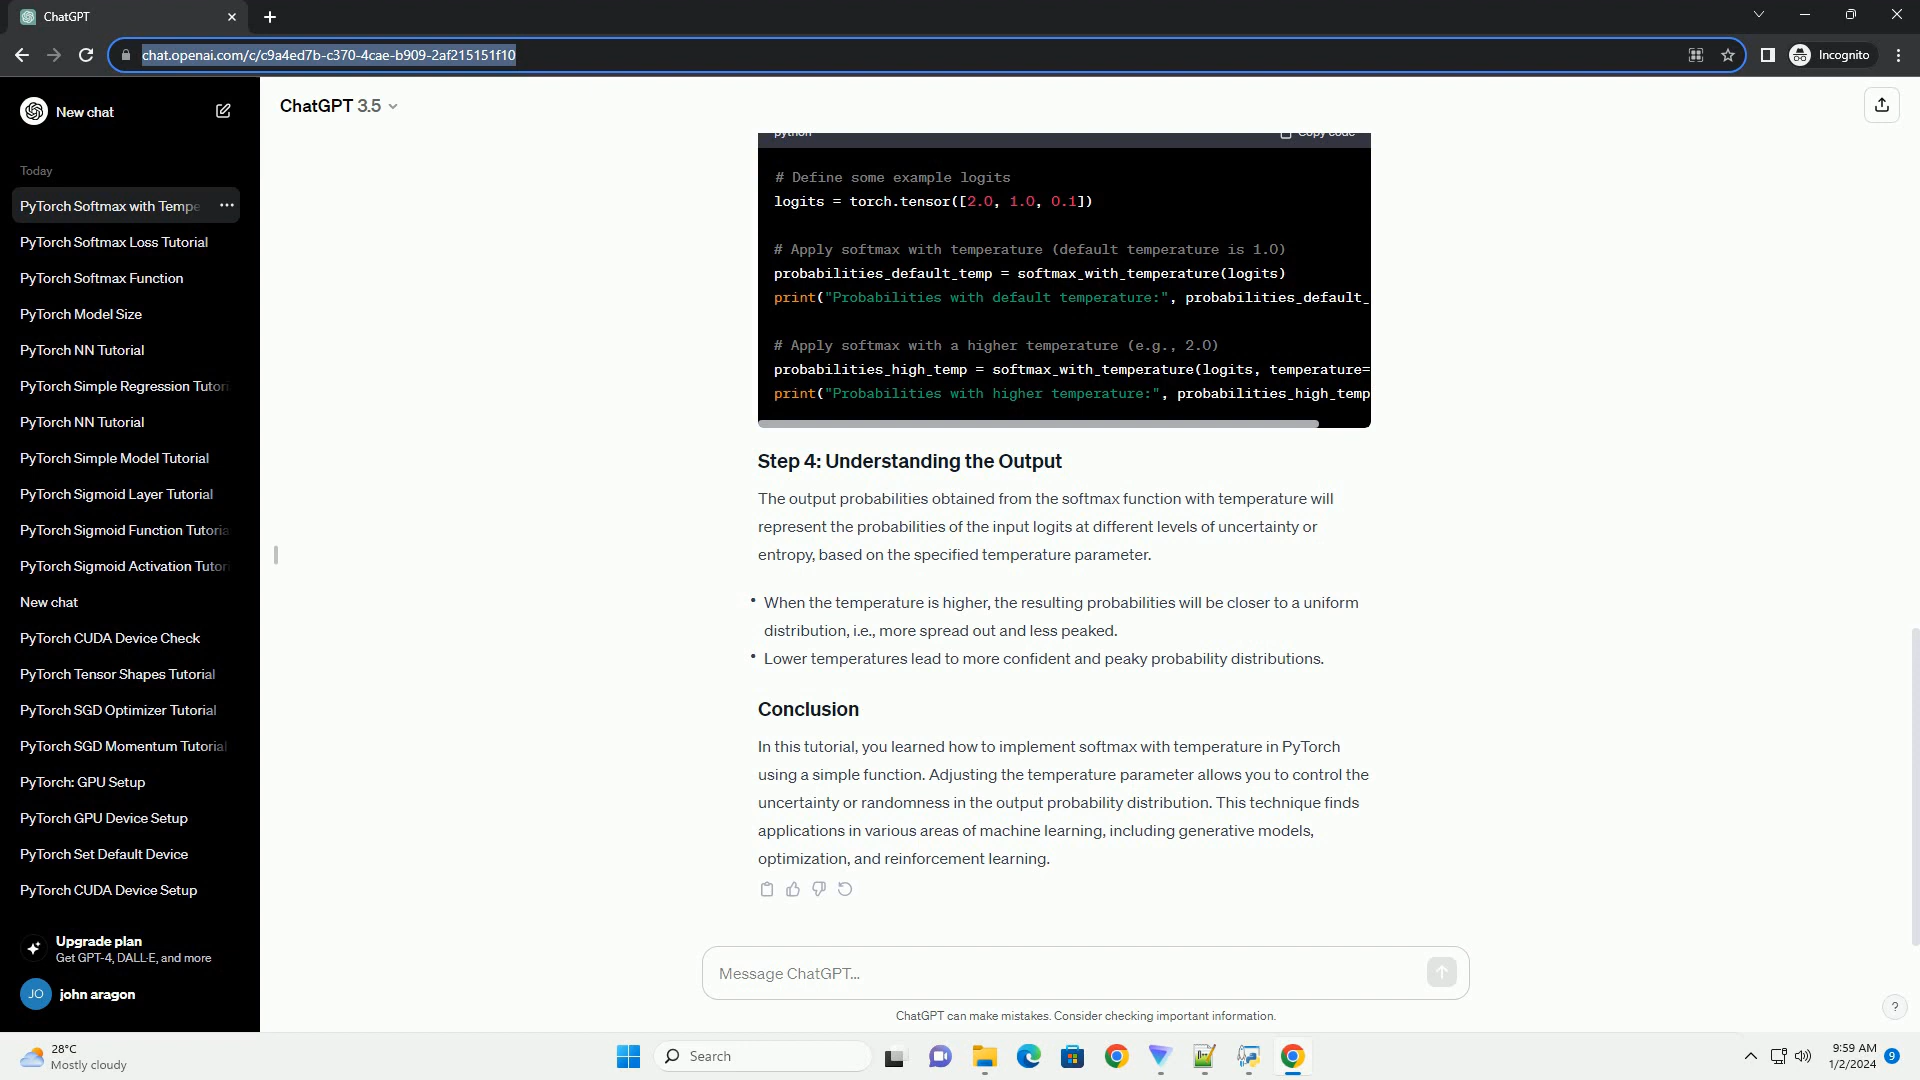 ChatGPT
chat.openai.com/c/c9a4ed7b-c370-4cae-b909-2af215151f10
Incognito
New chat
Today
PyTorch Softmax with Tempe
PyTorch Softmax Loss Tutorial
PyTorch Softmax Function
PyTorch Model Size
PyTorch NN Tutorial
PyTorch Simple Regression Tutori
PyTorch NN Tutorial
PyTorch Simple Model Tutorial
PyTorch Sigmoid Layer Tutorial
PyTorch Sigmoid Function Tutoria
PyTorch Sigmoid Activation Tutori
New chat
PyTorch CUDA Device Check
PyTorch Tensor Shapes Tutorial
PyTorch SGD Optimizer Tutorial
PyTorch SGD Momentum Tutorial
PyTorch: GPU Setup
PyTorch GPU Device Setup
PyTorch Set Default Device
PyTorch CUDA Device Setup
Upgrade plan
Get GPT-4, DALL·E, and more
JO john aragon
ChatGPT 3.5
python Copy code
# Define some example logits
logits = torch.tensor([2.0, 1.0, 0.1])
# Apply softmax with temperature (default temperature is 1.0)
probabilities_default_temp = softmax_with_temperature(logits)
print("Probabilities with default temperature:", probabilities_default_
# Apply softmax with a higher temperature (e.g., 2.0)
probabilities_high_temp = softmax_with_temperature(logits, temperature=
print("Probabilities with higher temperature:", probabilities_high_temp
Step 4: Understanding the Output
The output probabilities obtained from the softmax function with temperature will
represent the probabilities of the input logits at different levels of uncertainty or
entropy, based on the specified temperature parameter.
• When the temperature is higher, the resulting probabilities will be closer to a uniform
distribution, i.e., more spread out and less peaked.
• Lower temperatures lead to more confident and peaky probability distributions.
Conclusion
In this tutorial, you learned how to implement softmax with temperature in PyTorch
using a simple function. Adjusting the temperature parameter allows you to control the
uncertainty or randomness in the output probability distribution. This technique finds
applications in various areas of machine learning, including generative models,
optimization, and reinforcement learning.
Message ChatGPT...
ChatGPT can make mistakes. Consider checking important information.
?
28°C
Mostly cloudy
Search
9:59 AM
1/2/2024
9